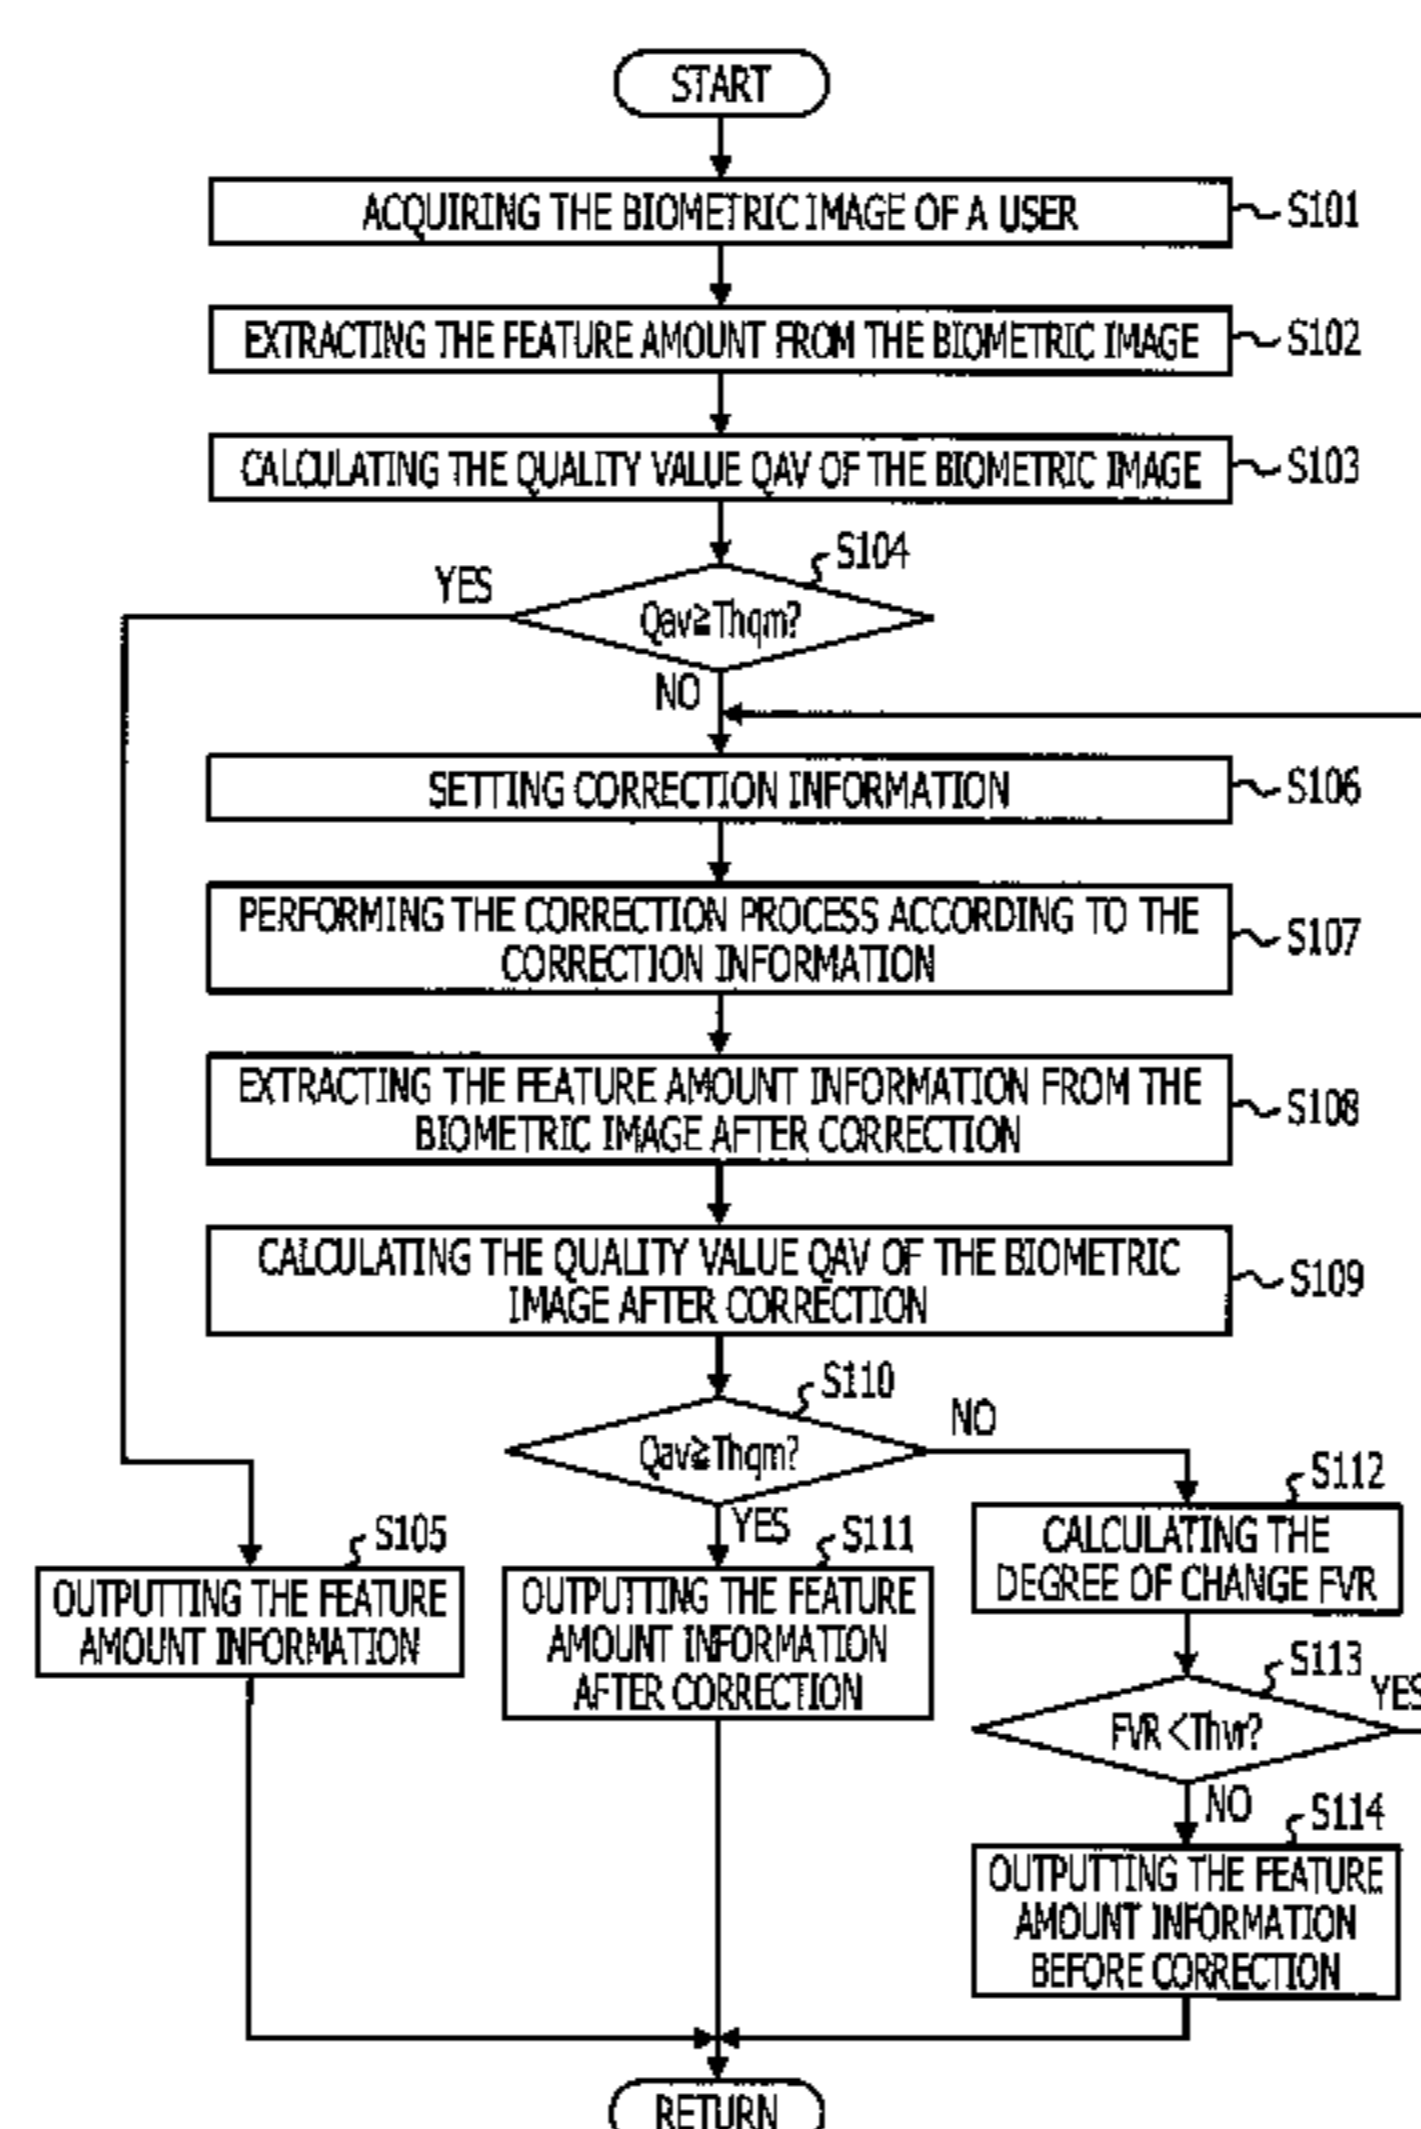 START
ACQUIRING THE BIOMETRIC IMAGE OF A USER
S101
EXTRACTING THE FEATURE AMOUNT FROM THE BIOMETRIC IMAGE
S102
CALCULATING THE QUALITY VALUE QAV OF THE BIOMETRIC IMAGE
S103
S104
YES
Qav≧Thqm?
NO
SETTING CORRECTION INFORMATION
S106
PERFORMING THE CORRECTION PROCESS ACCORDING TO THE
CORRECTION INFORMATION
S107
EXTRACTING THE FEATURE AMOUNT INFORMATION FROM THE
BIOMETRIC IMAGE AFTER CORRECTION
S108
CALCULATING THE QUALITY VALUE QAV OF THE BIOMETRIC
IMAGE AFTER CORRECTION
S109
S110
NO
Qav≧Thqm?
YES
S105
OUTPUTTING THE FEATURE
AMOUNT INFORMATION
S111
OUTPUTTING THE FEATURE
AMOUNT INFORMATION
AFTER CORRECTION
S112
CALCULATING THE
DEGREE OF CHANGE FVR
S113
YES
FVR <Thvr?
NO
S114
OUTPUTTING THE FEATURE
AMOUNT INFORMATION
BEFORE CORRECTION
RETURN